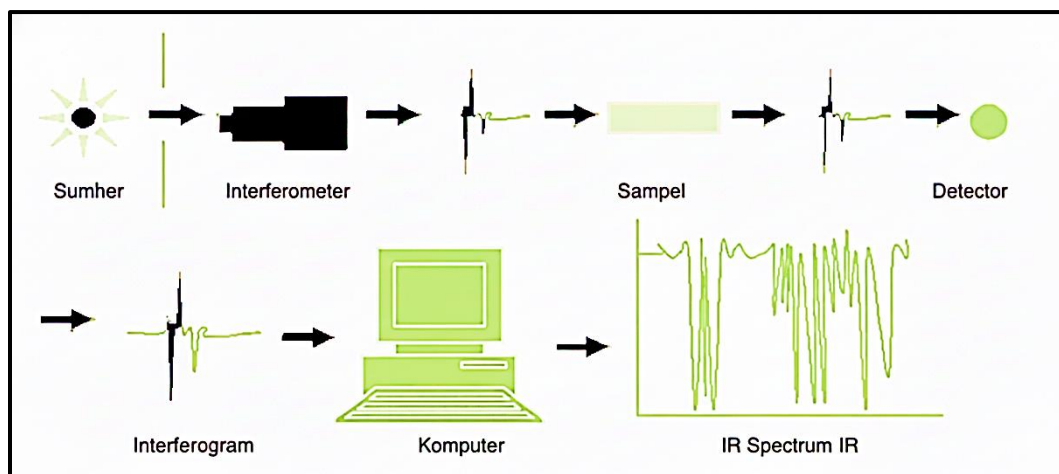 Sumher
Interferometer
Sampel
Detector
Interferogram
Komputer
IR Spectrum IR